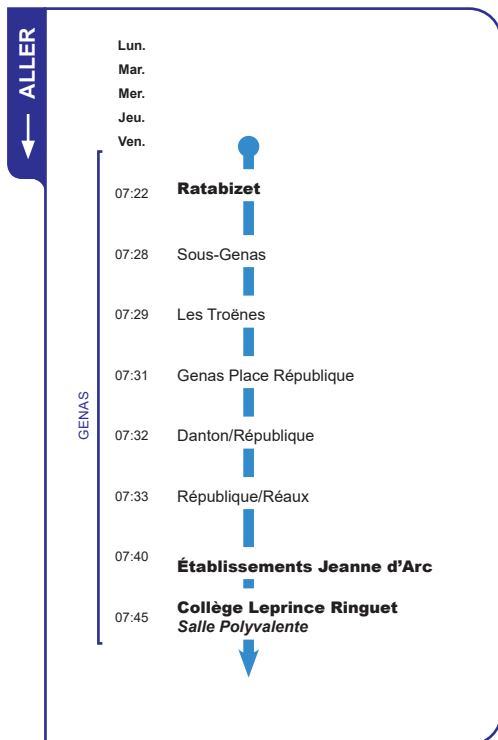 ALLER
Lun.
Mar.
Mer.
Jeu.
Ven.
GENAS
07:22 Ratabizet
07:28 Sous-Genas
07:29 Les Troënes
07:31 Genas Place République
07:32 Danton/République
07:33 République/Réaux
07:40 Établissements Jeanne d’Arc
07:45 Collège Leprince Ringuet
Salle Polyvalente